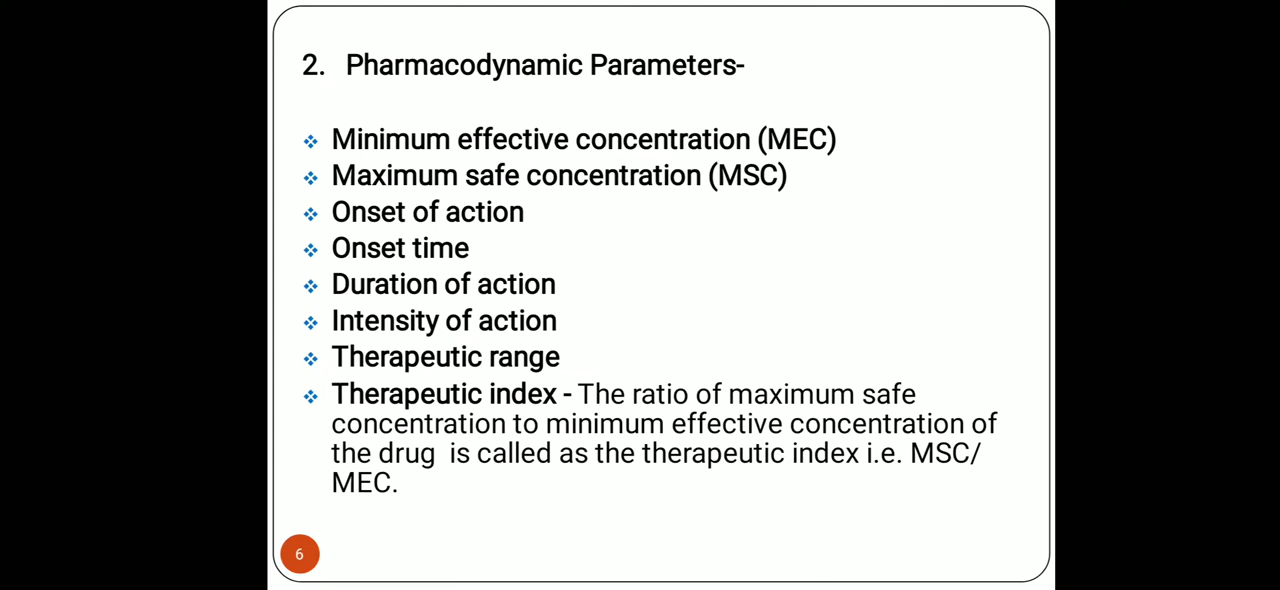 2. Pharmacodynamic Parameters-
❖ Minimum effective concentration (MEC)
❖ Maximum safe concentration (MSC)
❖ Onset of action
❖ Onset time
❖ Duration of action
❖ Intensity of action
❖ Therapeutic range
❖ Therapeutic index - The ratio of maximum safe
concentration to minimum effective concentration of
the drug  is called as the therapeutic index i.e. MSC/
MEC.
6